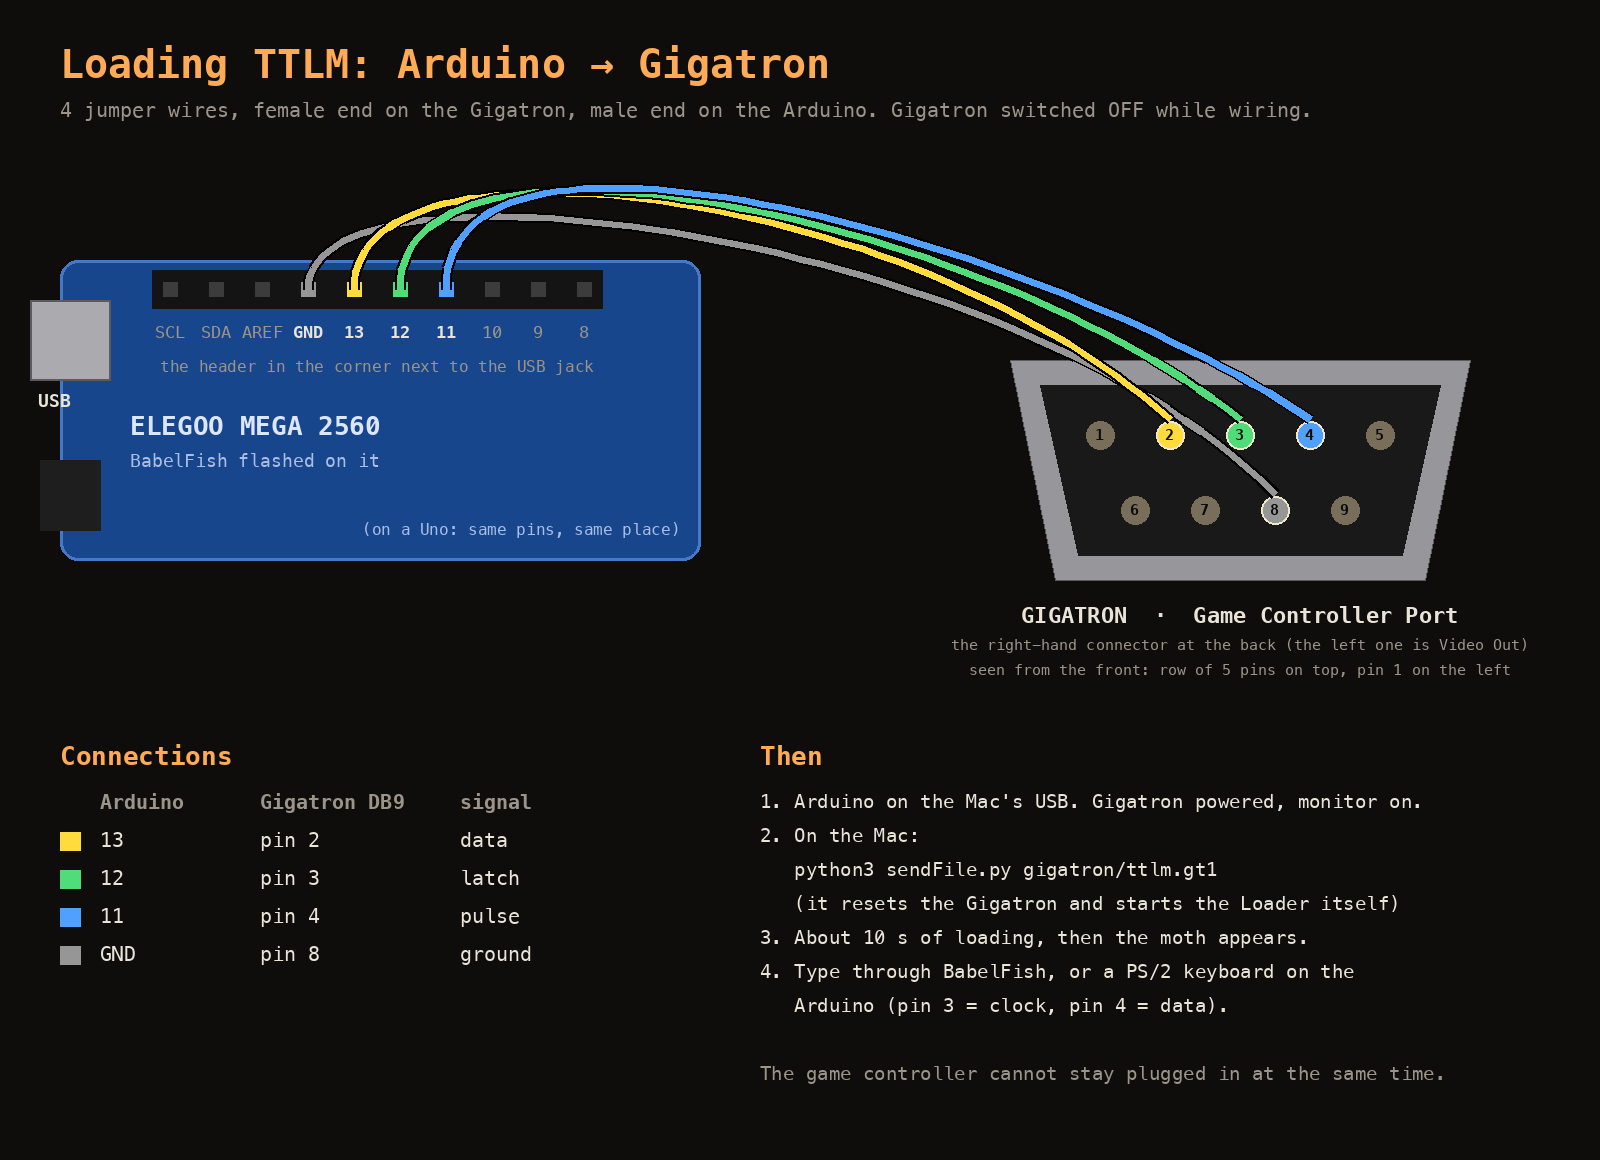 Loading TTLM: Arduino → Gigatron
4 jumper wires, female end on the Gigatron, male end on the Arduino. Gigatron switched OFF while wiring.
SCL SDA AREF GND 13 12 11 10 9 8
the header in the corner next to the USB jack
USB
ELEGOO MEGA 2560
BabelFish flashed on it
(on a Uno: same pins, same place)
1 2 3 4 5
6 7 8 9
GIGATRON · Game Controller Port
the right-hand connector at the back (the left one is Video Out)
seen from the front: row of 5 pins on top, pin 1 on the left
Connections
Arduino Gigatron DB9 signal
13 pin 2 data
12 pin 3 latch
11 pin 4 pulse
GND pin 8 ground
Then
1. Arduino on the Mac's USB. Gigatron powered, monitor on.
2. On the Mac:
python3 sendFile.py gigatron/ttlm.gt1
(it resets the Gigatron and starts the Loader itself)
3. About 10 s of loading, then the moth appears.
4. Type through BabelFish, or a PS/2 keyboard on the
Arduino (pin 3 = clock, pin 4 = data).
The game controller cannot stay plugged in at the same time.